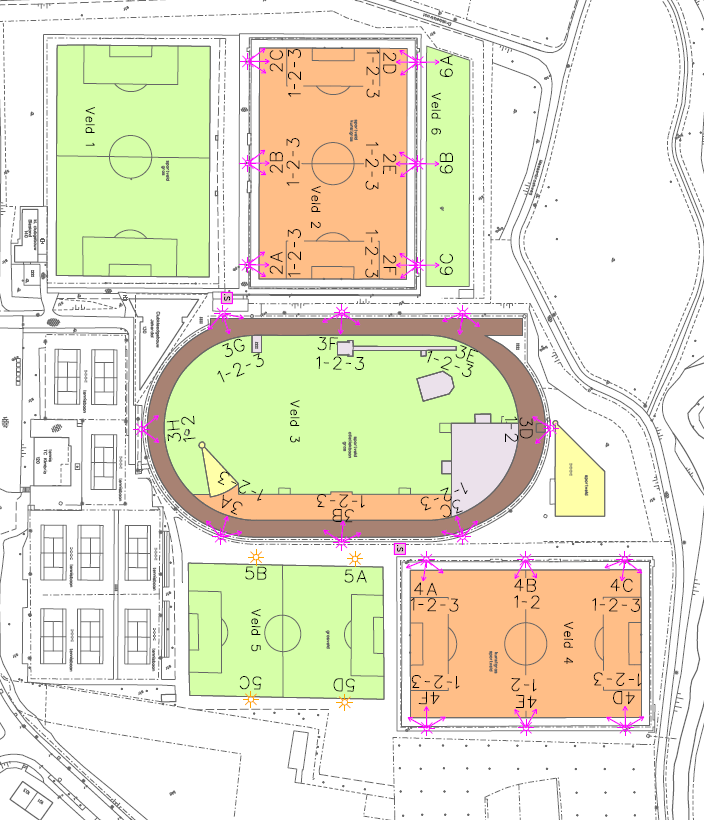 Veld 1
2C
1-2-3
1-2-3
2D
6A
Veld 6
2B
1-2-3
1-2-3
2E
6B
Veld 2
2A
1-2-3
1-2-3
2F
6C
S
3G
1-2-3
3F
1-2-3
3E
1-2-3
3H
1-2
Veld 3
3D
1-2
3A
1-2-3
3B
1-2-3
3C
1-2-3
S
5B
5A
Veld 5
5C
5D
4A
1-2-3
4B
1-2
4C
1-2-3
Veld 4
4F
1-2-3
4E
1-2
4D
1-2-3